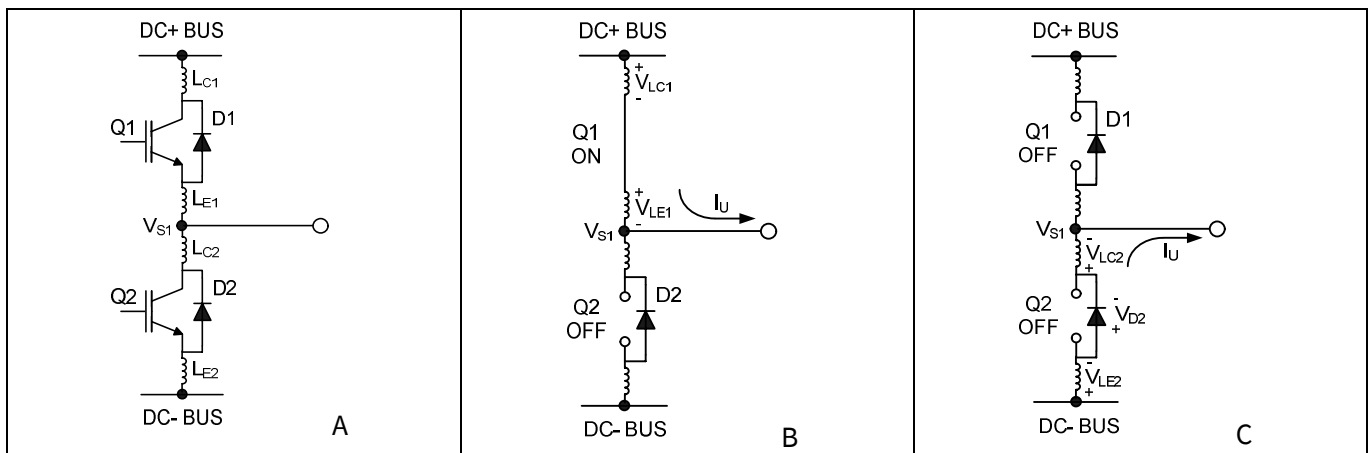 DC+ BUS
LC1
Q1
D1
LE1
VS1
LC2
Q2
D2
LE2
DC- BUS
A
DC+ BUS
+
VLC1
-
Q1
ON
+
VLE1
-
IU
VS1
Q2
OFF
D2
DC- BUS
B
DC+ BUS
D1
Q1
OFF
VS1
-
VLC2
+
IU
Q2
OFF
-
VD2
+
-
VLE2
+
DC- BUS
C